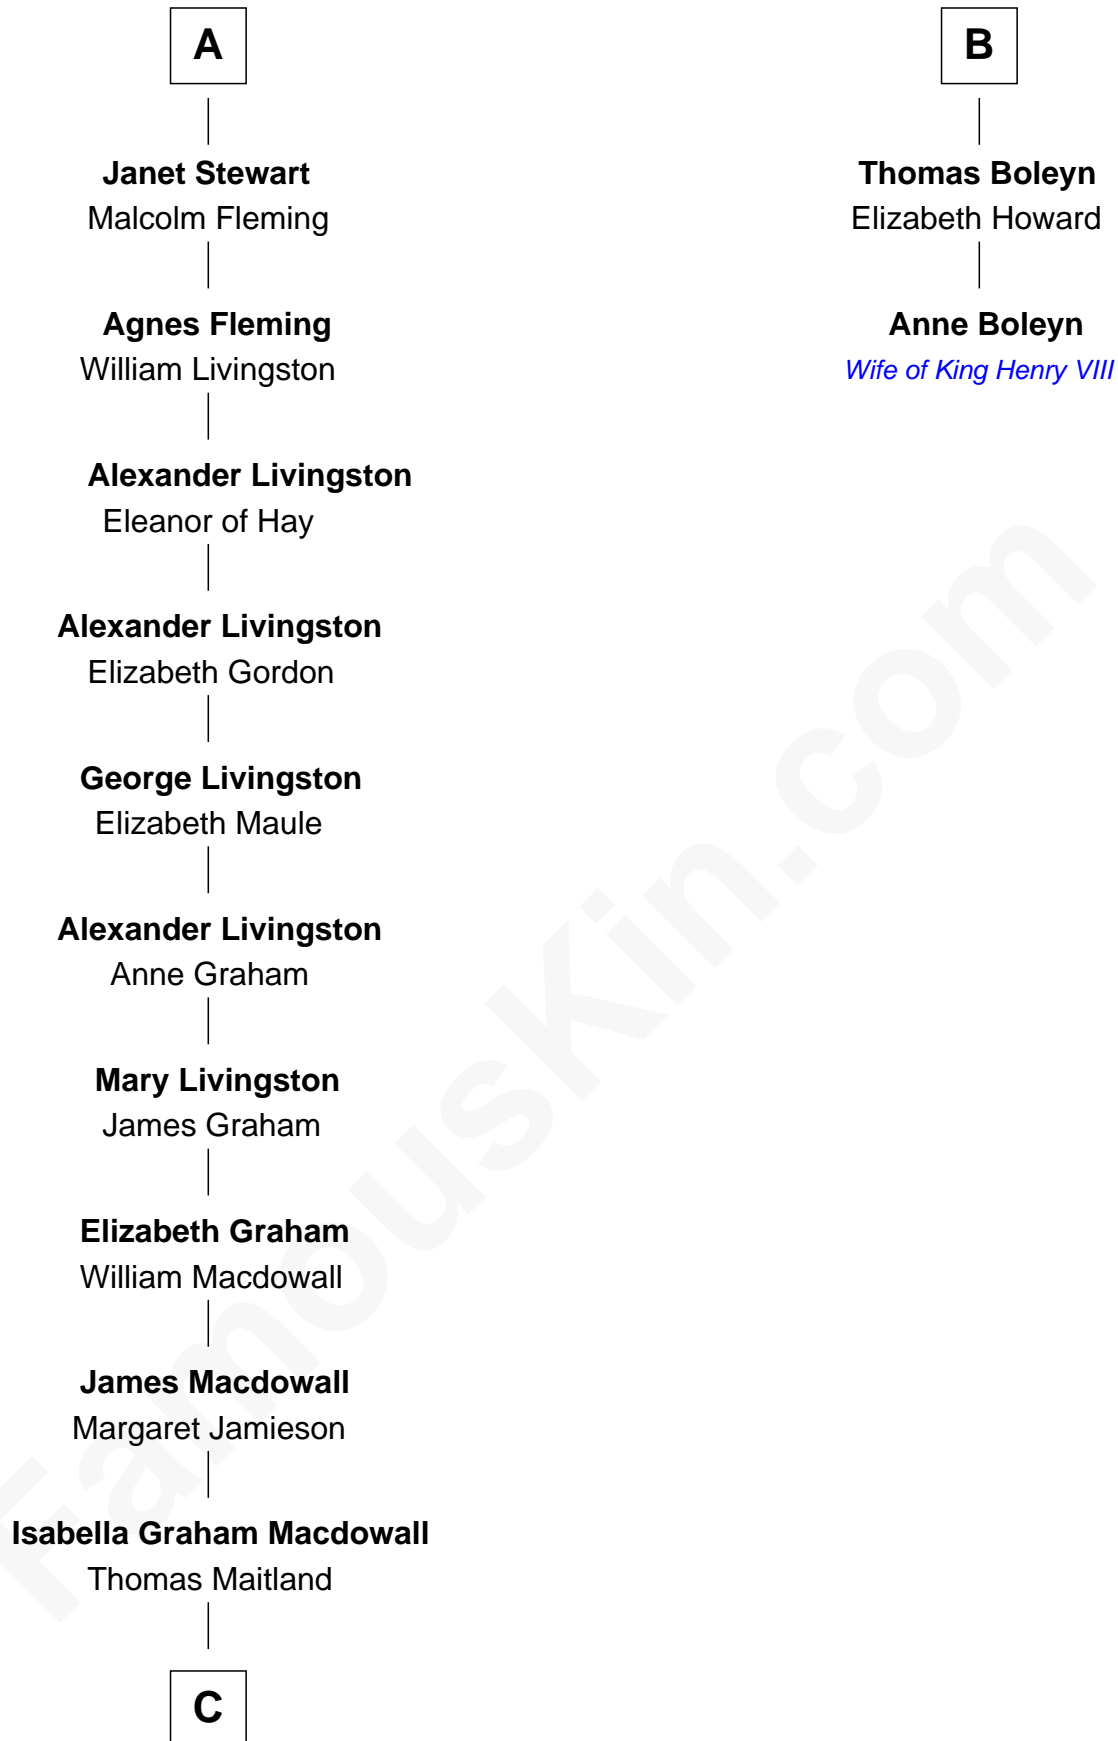 A
Janet Stewart
Malcolm Fleming
Agnes Fleming
William Livingston
Alexander Livingston
Eleanor of Hay
Alexander Livingston
Elizabeth Gordon
George Livingston
Elizabeth Maule
Alexander Livingston
Anne Graham
Mary Livingston
James Graham
Elizabeth Graham
William Macdowall
James Macdowall
Margaret Jamieson
Isabella Graham Macdowall
Thomas Maitland
C
B
Thomas Boleyn
Elizabeth Howard
Anne Boleyn
Wife of King Henry VIII
FamousKin.com